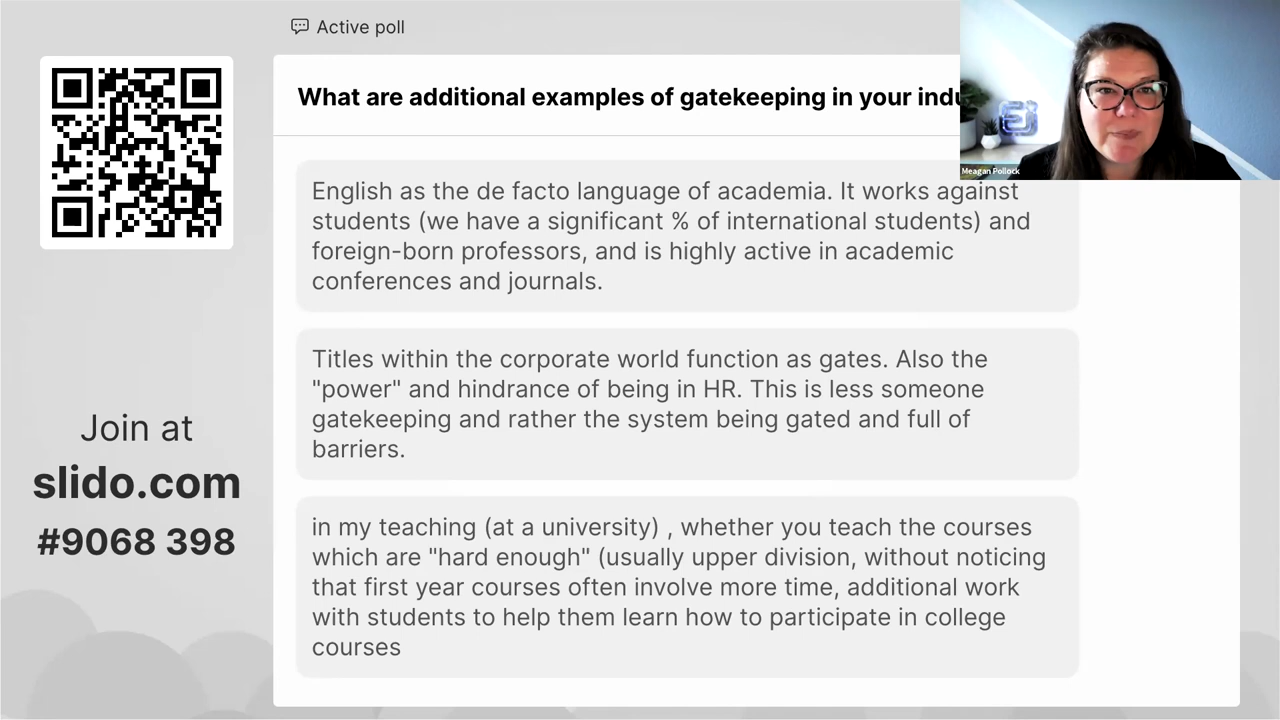 Active poll
What are additional examples of gatekeeping in your indu
Meagan Pollock
English as the de facto language of academia. It works against
students (we have a significant % of international students) and
foreign-born professors, and is highly active in academic
conferences and journals.
Titles within the corporate world function as gates. Also the
"power" and hindrance of being in HR. This is less someone
gatekeeping and rather the system being gated and full of
barriers.
in my teaching (at a university) , whether you teach the courses
which are "hard enough" (usually upper division, without noticing
that first year courses often involve more time, additional work
with students to help them learn how to participate in college
courses
Join at
slido.com
#9068 398